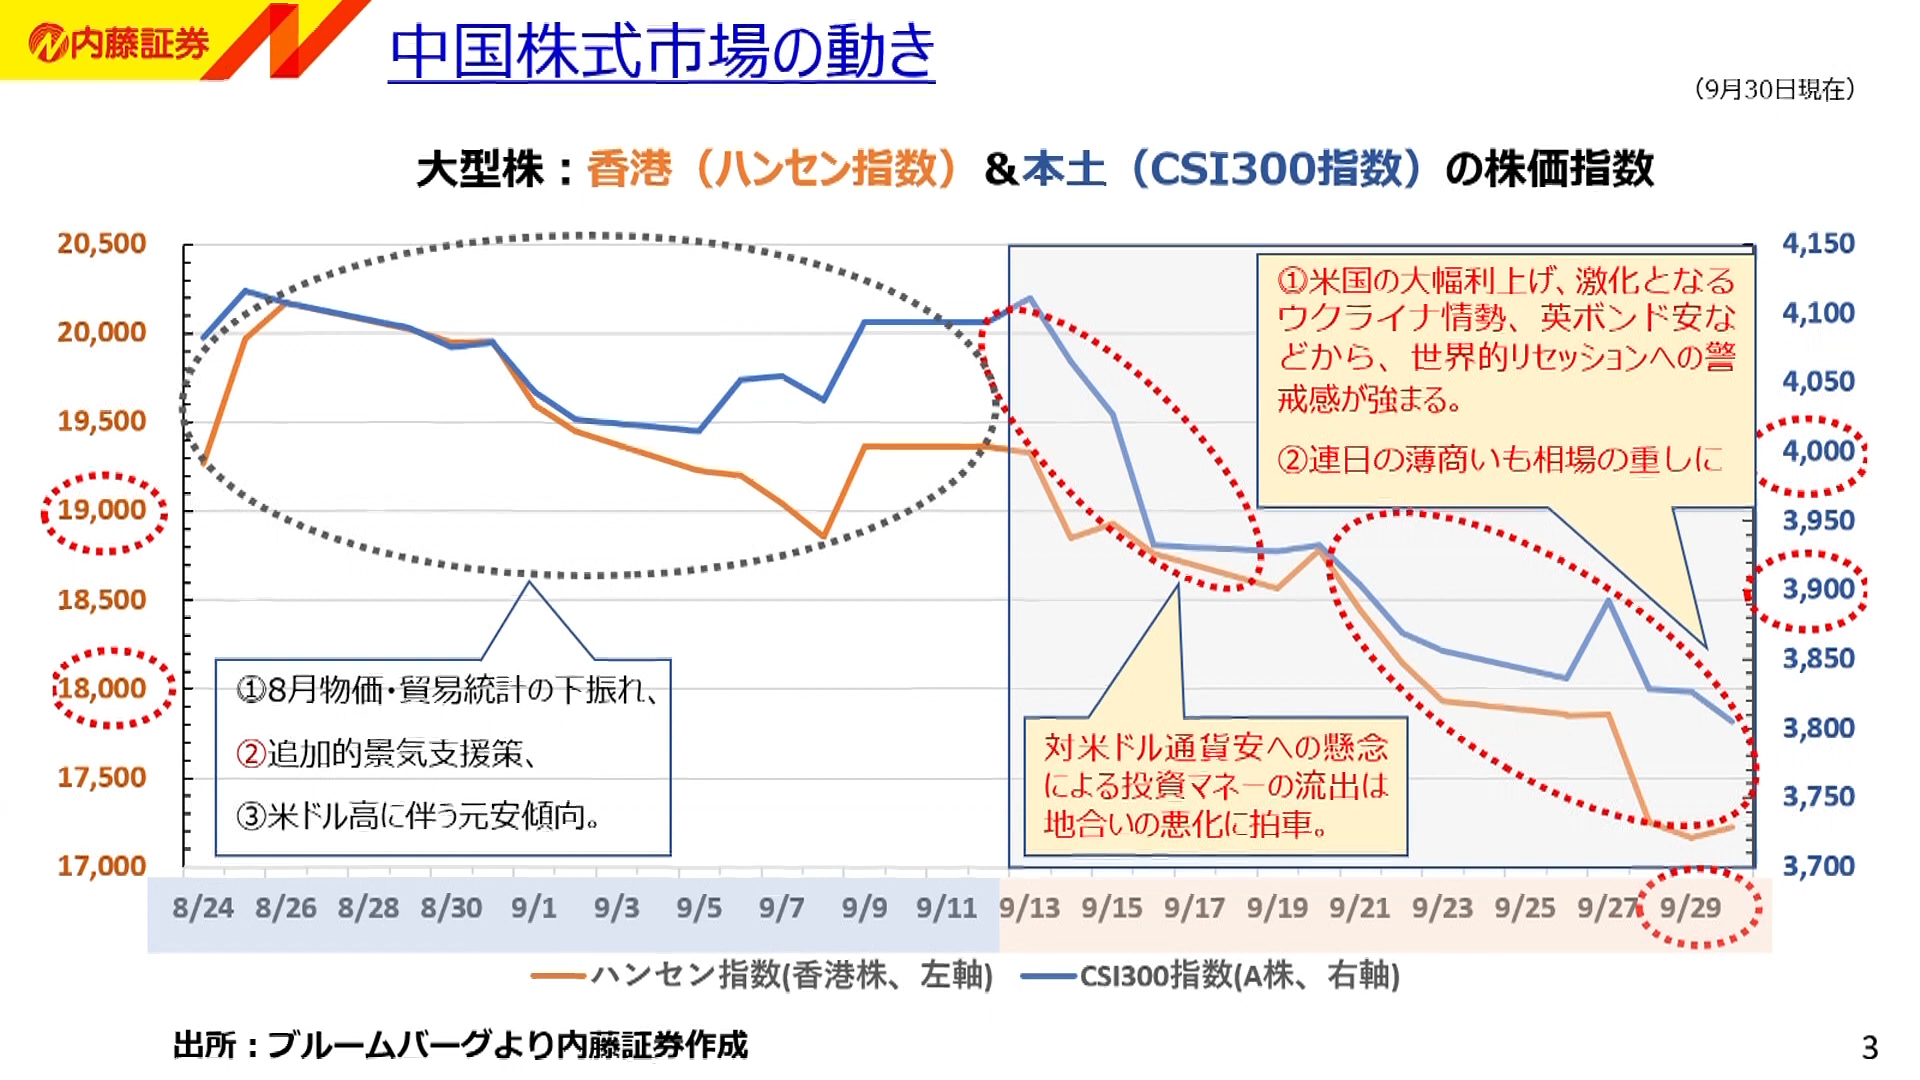 内藤証券
中国株式市場の動き
（9月30日現在）
大型株：香港（ハンセン指数）＆本土（CSI300指数）の株価指数
20,500
20,000
19,500
19,000
18,500
18,000
17,500
17,000
4,150
4,100
4,050
4,000
3,950
3,900
3,850
3,800
3,750
3,700
①米国の大幅利上げ、激化となる
ウクライナ情勢、英ポンド安な
どから、世界的リセッションへの警
戒感が強まる。
②連日の薄商いも相場の重しに
①8月物価・貿易統計の下振れ、
②追加的景気支援策、
③米ドル高に伴う元安傾向。
対米ドル通貨安への懸念
による投資マネーの流出は
地合いの悪化に拍車。
8/24 8/26 8/28 8/30 9/1 9/3 9/5 9/7 9/9 9/11 9/13 9/15 9/17 9/19 9/21 9/23 9/25 9/27 9/29
ハンセン指数(香港株、左軸) CSI300指数(A株、右軸)
出所：ブルームバーグより内藤証券作成
3